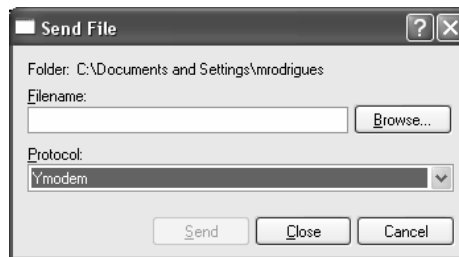 Send File
Folder: C:\Documents and Settings\mrodrigues
Filename:
Browse...
Protocol:
Ymodem
Send Close Cancel